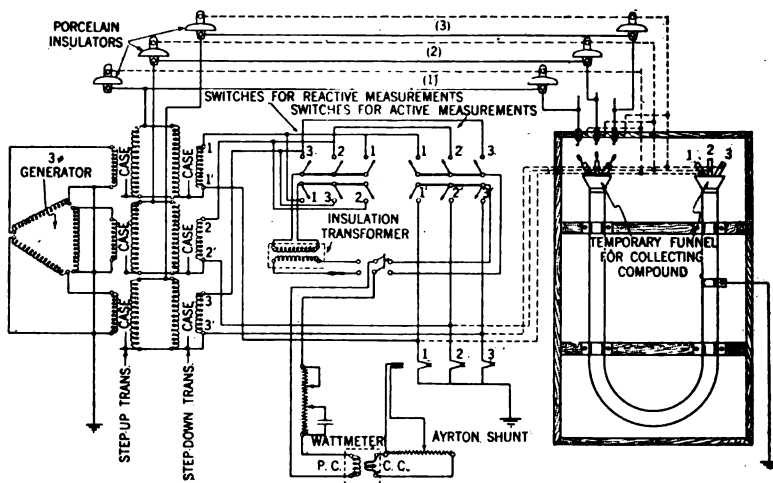 PORCELAIN
INSULATORS
(3)
(2)
(1)
SWITCHES FOR REACTIVE MEASUREMENTS
SWITCHES FOR ACTIVE MEASUREMENTS
3ø
GENERATOR
CASE
CASE
CASE
CASE
CASE
CASE
1
1'
2
2'
3
3'
3 2 1 1 2 3
1 3 2 1' 2' 3'
INSULATION
TRANSFORMER
1 2 3
TEMPORARY FUNNEL
FOR COLLECTING
COMPOUND
1 2 3
STEP-UP TRANS.
STEP-DOWN TRANS.
WATTMETER
P. C. C. C.
AYRTON SHUNT